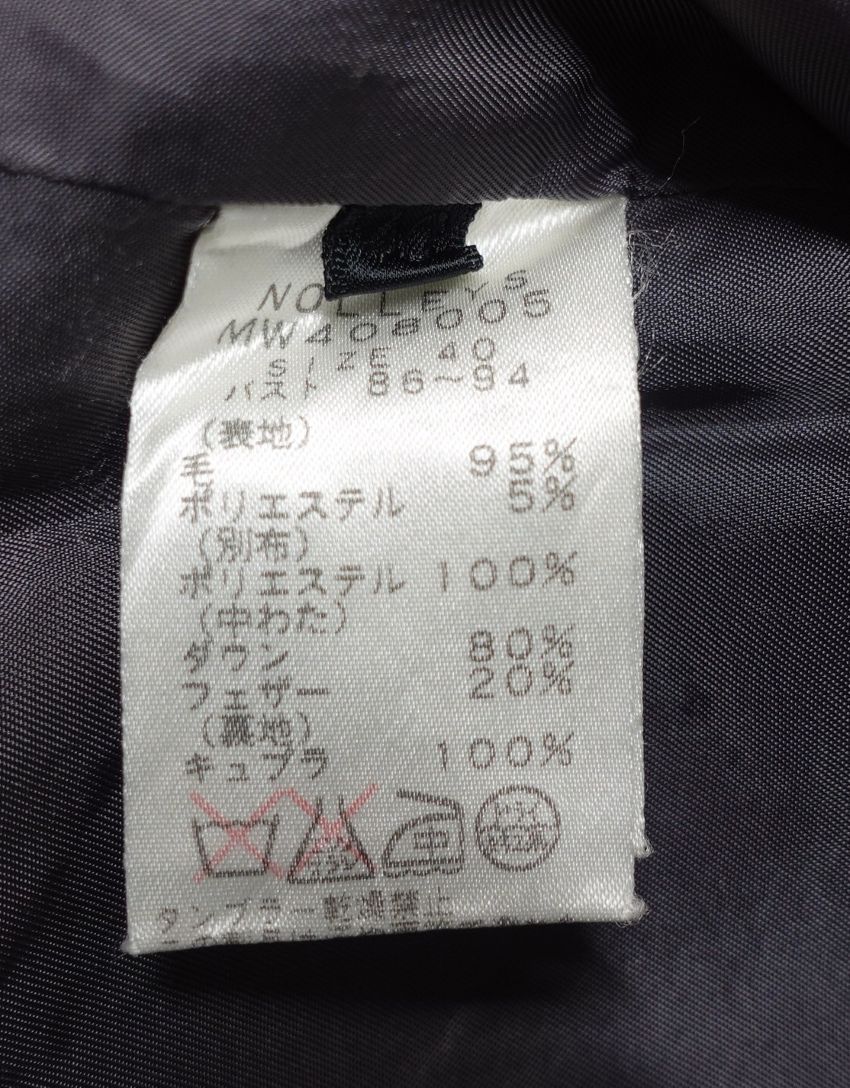 NOLLEYS
MW408005
SIZE 40
バスト 86～94
(表地)
毛 95%
ポリエステル 5%
(別布)
ポリエステル 100%
(中わた)
ダウン 80%
フェザー 20%
(裏地)
キュプラ 100%
中
タンブラー乾燥禁止